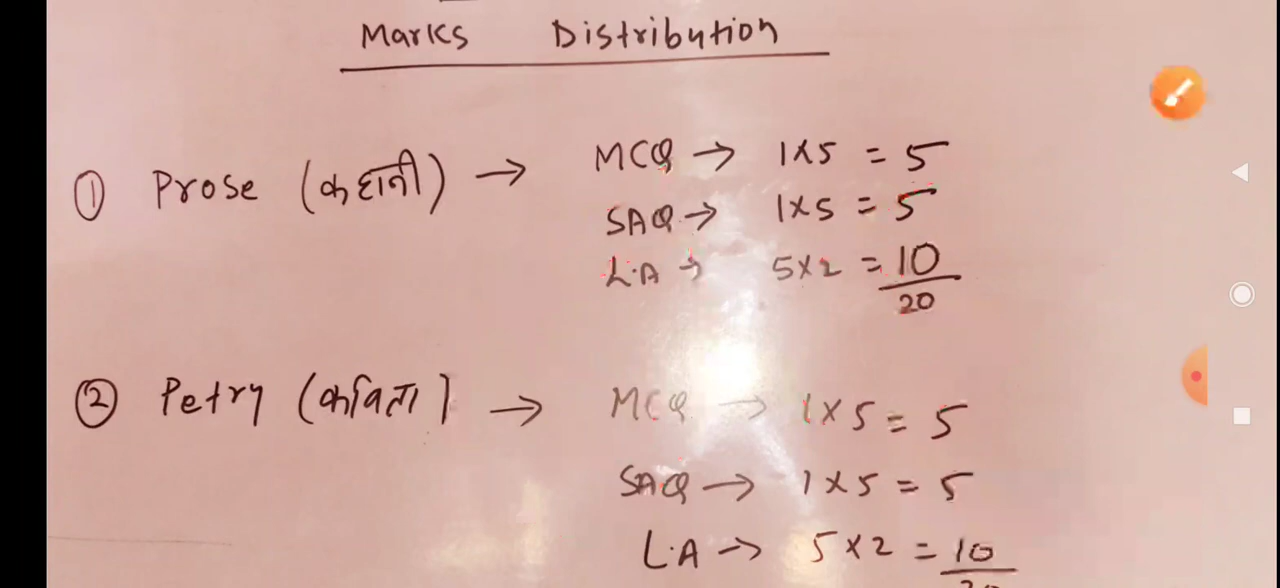 Marks Distribution
① Prose (कहानी) → MCQ → 1×5 = 5
SAQ → 1×5 = 5
L.A → 5×2 = 10
20
② Petry (कविता) → MCQ → 1×5 = 5
SAQ → 1×5 = 5
L.A → 5×2 = 10